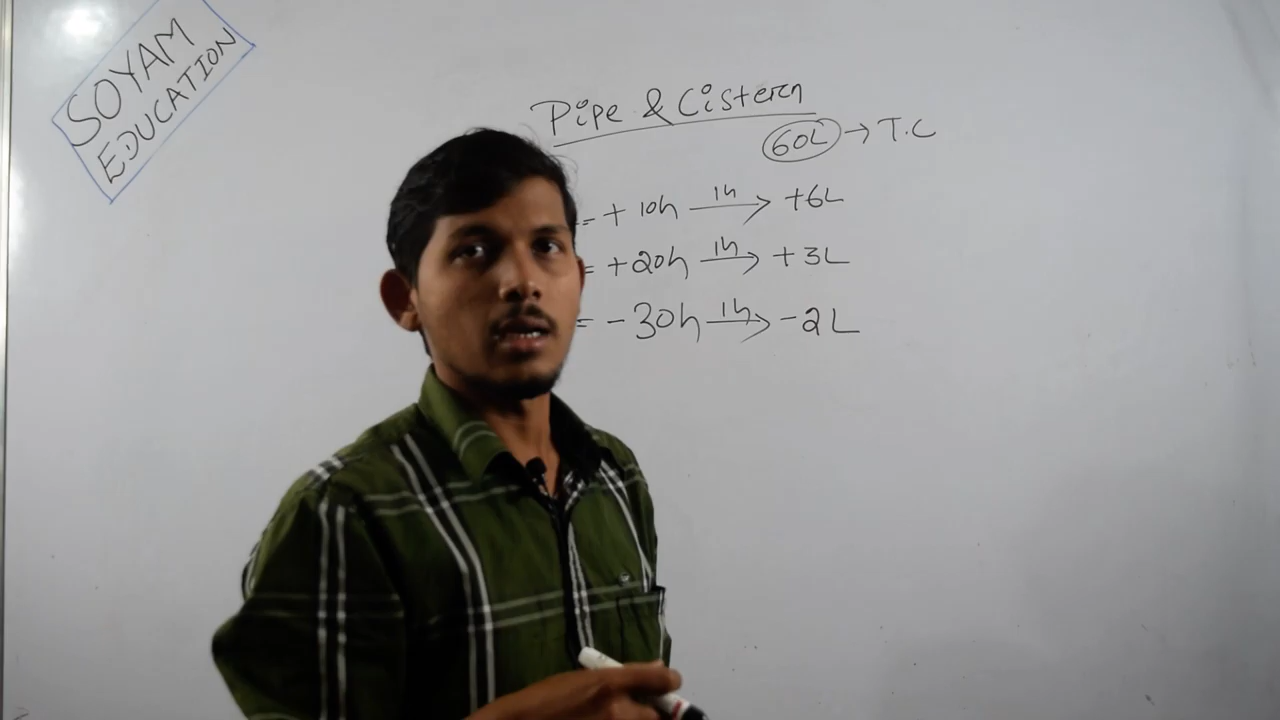 SOYAM
EDUCATION
Pipe & Cistern
60L → T.C
= + 10h —1h→ +6L
= +20h —1h→ +3L
= -30h —1h→ -2L